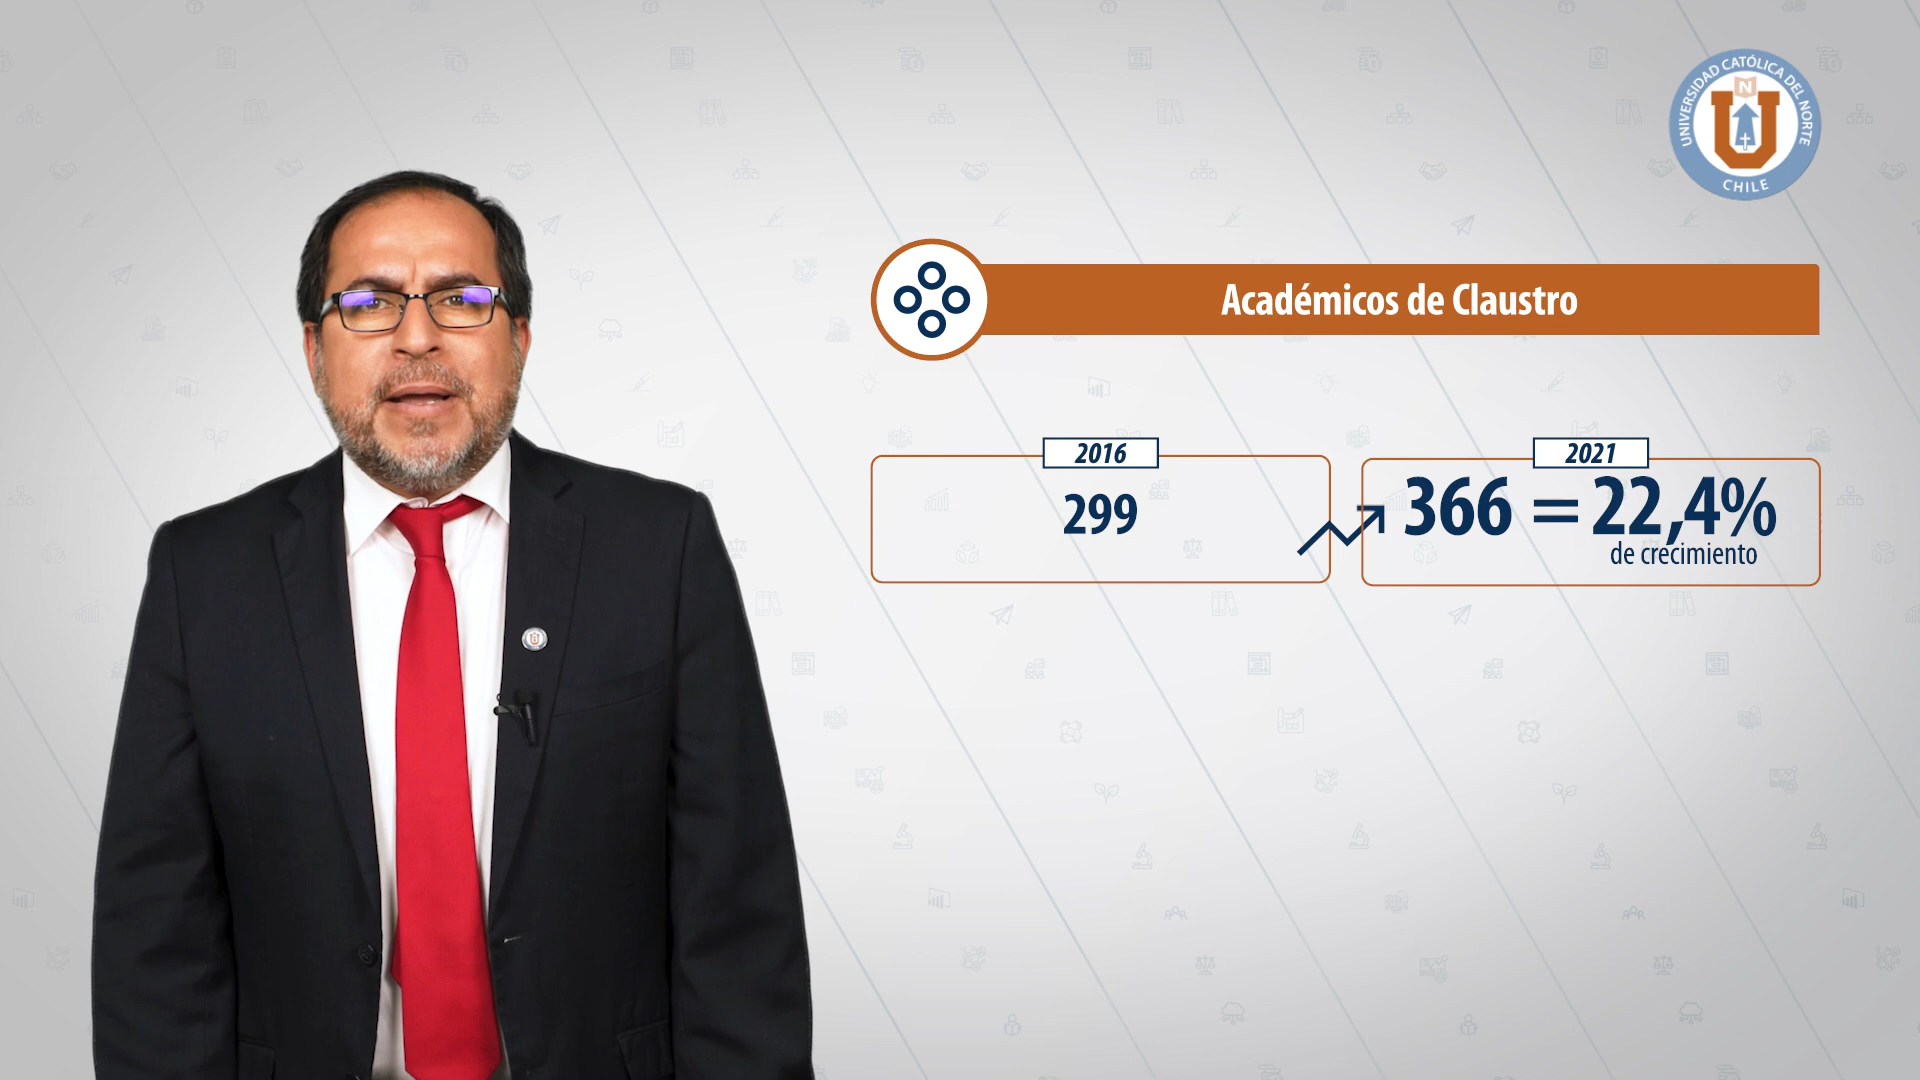 UNIVERSIDAD CATÓLICA DEL NORTE
N
U
CHILE
Académicos de Claustro
2016
299
2021
366 = 22,4%
de crecimiento
U